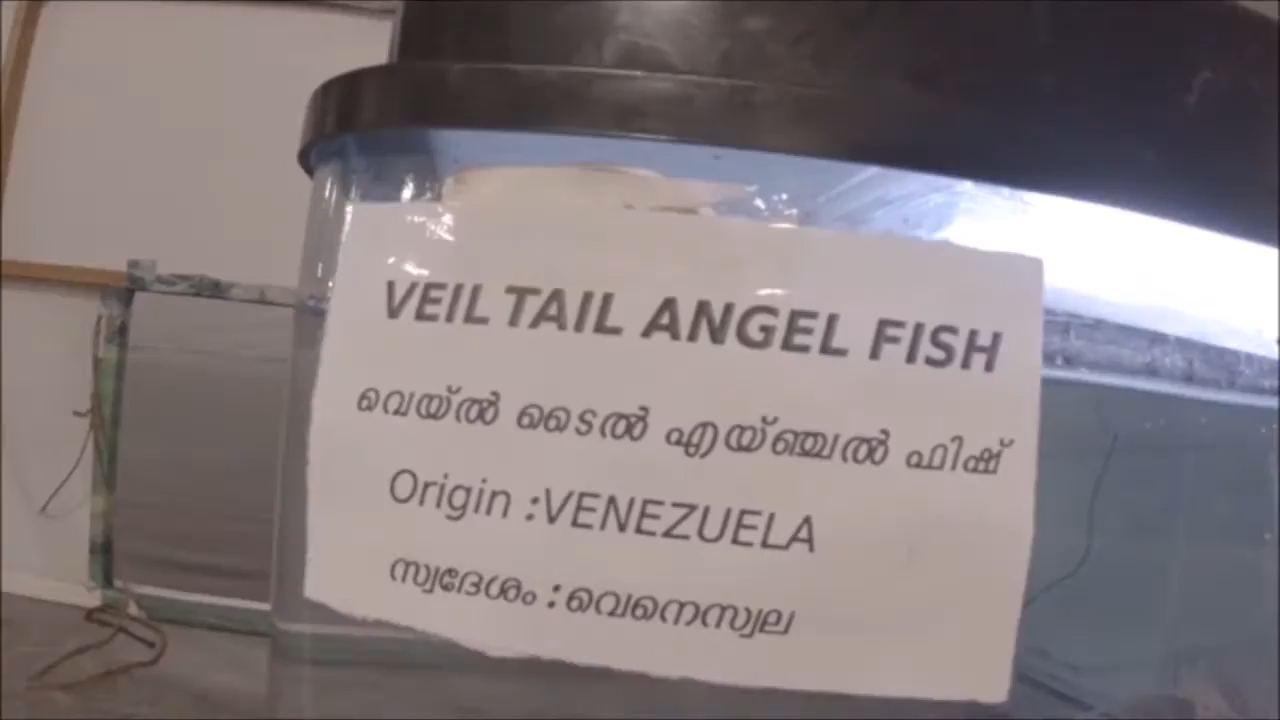 VEIL TAIL ANGEL FISH
വെയ്ൽ ടൈൽ എയ്ഞ്ചൽ ഫിഷ്
Origin :VENEZUELA
സ്വദേശം :വെനെസ്വല